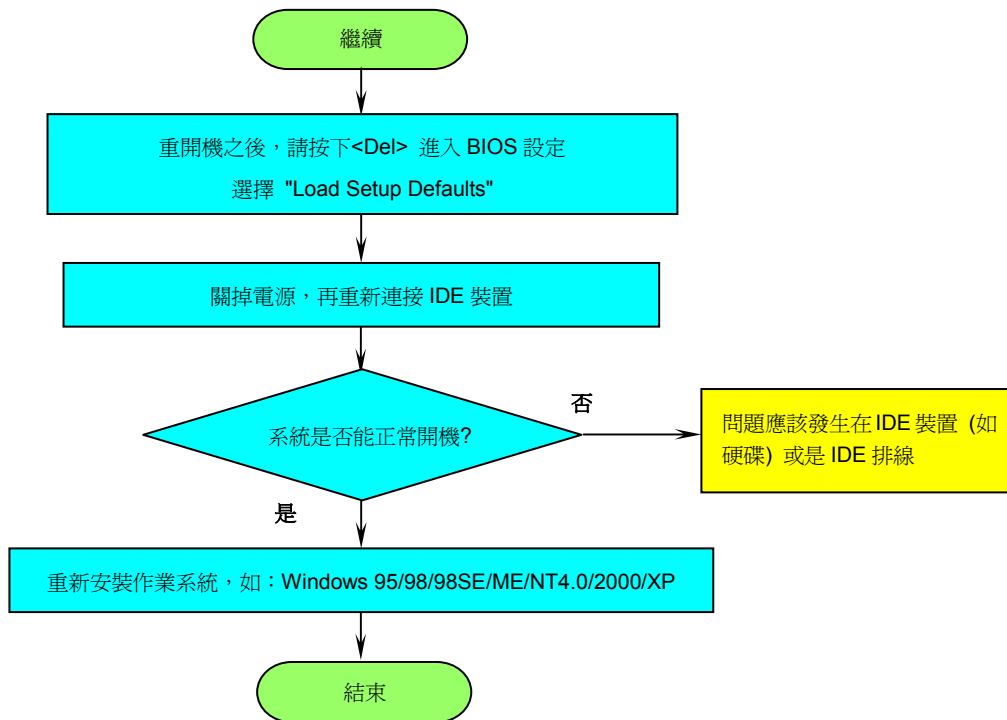 繼續
重開機之後，請按下<Del> 進入 BIOS 設定
選擇 "Load Setup Defaults"
關掉電源，再重新連接 IDE 裝置
系統是否能正常開機?
否
問題應該發生在 IDE 裝置 (如
硬碟) 或是 IDE 排線
是
重新安裝作業系統，如：Windows 95/98/98SE/ME/NT4.0/2000/XP
結束